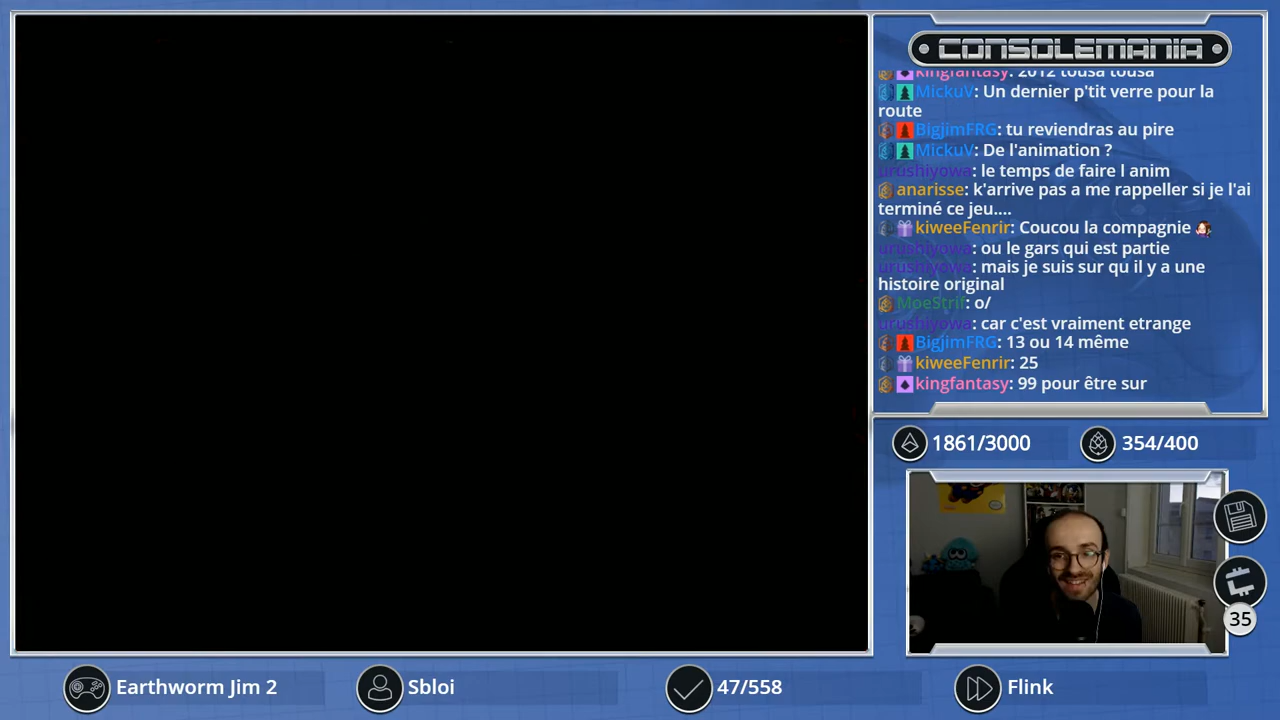 CONSOLEMANIA
kingfantasy: 2012 tousa tousa
MickuV: Un dernier p'tit verre pour la
route
BigjimFRG: tu reviendras au pire
MickuV: De l'animation ?
urushiyowa: le temps de faire l anim
anarisse: k'arrive pas a me rappeller si je l'ai
terminé ce jeu....
kiweeFenrir: Coucou la compagnie
urushiyowa: ou le gars qui est partie
urushiyowa: mais je suis sur qu il y a une
histoire original
MoeStrif: o/
urushiyowa: car c'est vraiment etrange
BigjimFRG: 13 ou 14 même
kiweeFenrir: 25
kingfantasy: 99 pour être sur
1861/3000
354/400
35
Earthworm Jim 2
Sbloi
47/558
Flink